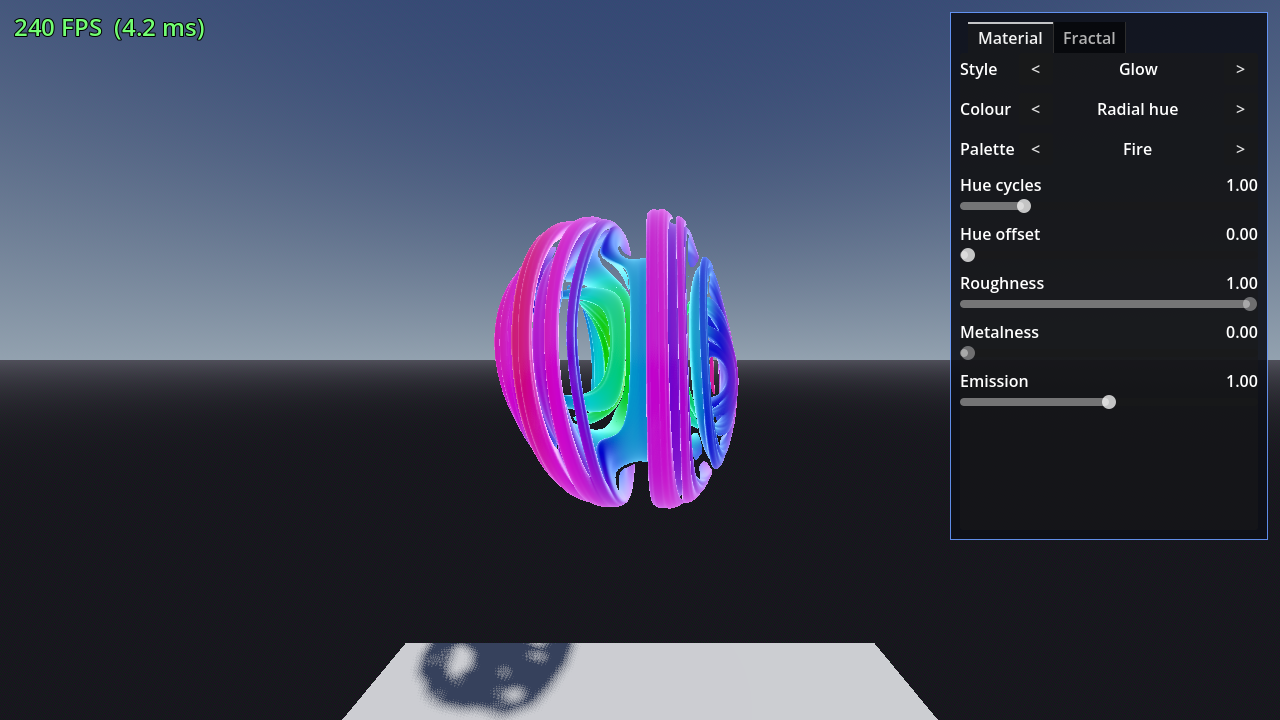 240 FPS (4.2 ms)
Material Fractal
Style < Glow >
Colour < Radial hue >
Palette < Fire >
Hue cycles 1.00
Hue offset 0.00
Roughness 1.00
Metalness 0.00
Emission 1.00